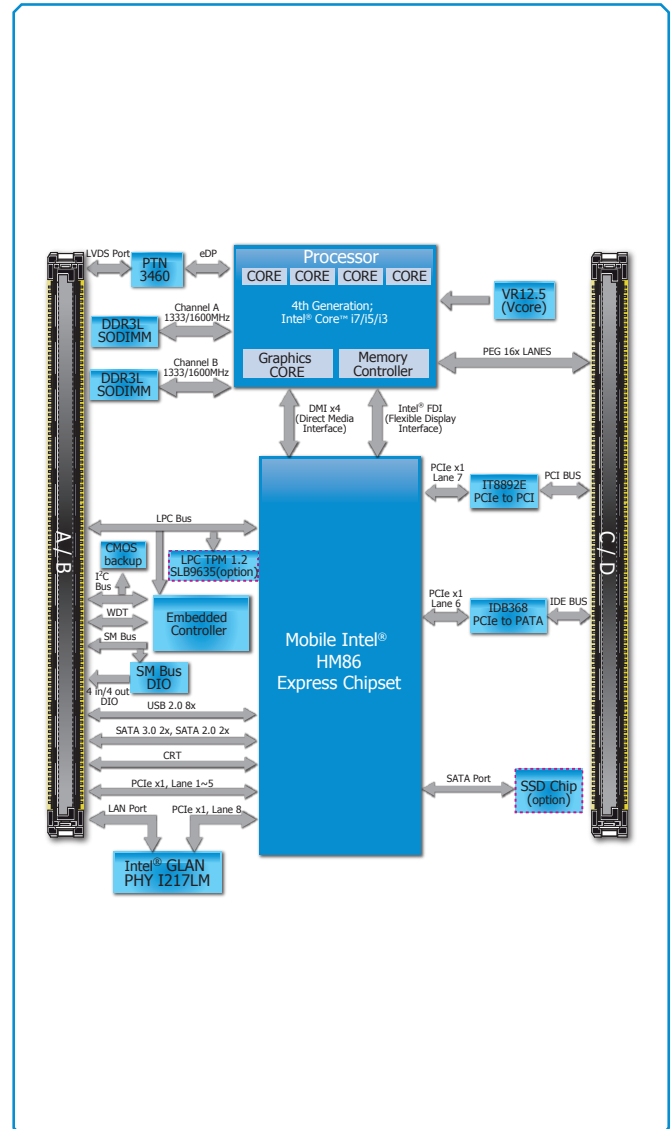 LVDS Port
PTN
3460
eDP
Processor
CORE CORE CORE CORE
4th Generation;
Intel® Core™ i7/i5/i3
Graphics
CORE
Memory
Controller
VR12.5
(Vcore)
DDR3L
SODIMM
Channel A
1333/1600MHz
DDR3L
SODIMM
Channel B
1333/1600MHz
PEG 16x LANES
DMI x4
(Direct Media
Interface)
Intel® FDI
(Flexible Display
Interface)
A / B
C / D
PCIe x1
Lane 7
IT8892E
PCIe to PCI
PCI BUS
LPC Bus
CMOS
backup
LPC TPM 1.2
SLB9635(option)
I²C
Bus
WDT
Embedded
Controller
SM Bus
SM Bus
DIO
4 in/4 out
DIO
PCIe x1
Lane 6
IDB368
PCIe to PATA
IDE BUS
Mobile Intel®
HM86
Express Chipset
USB 2.0 8x
SATA 3.0 2x, SATA 2.0 2x
CRT
PCIe x1, Lane 1~5
SATA Port
SSD Chip
(option)
LAN Port
PCIe x1, Lane 8
Intel® GLAN
PHY I217LM